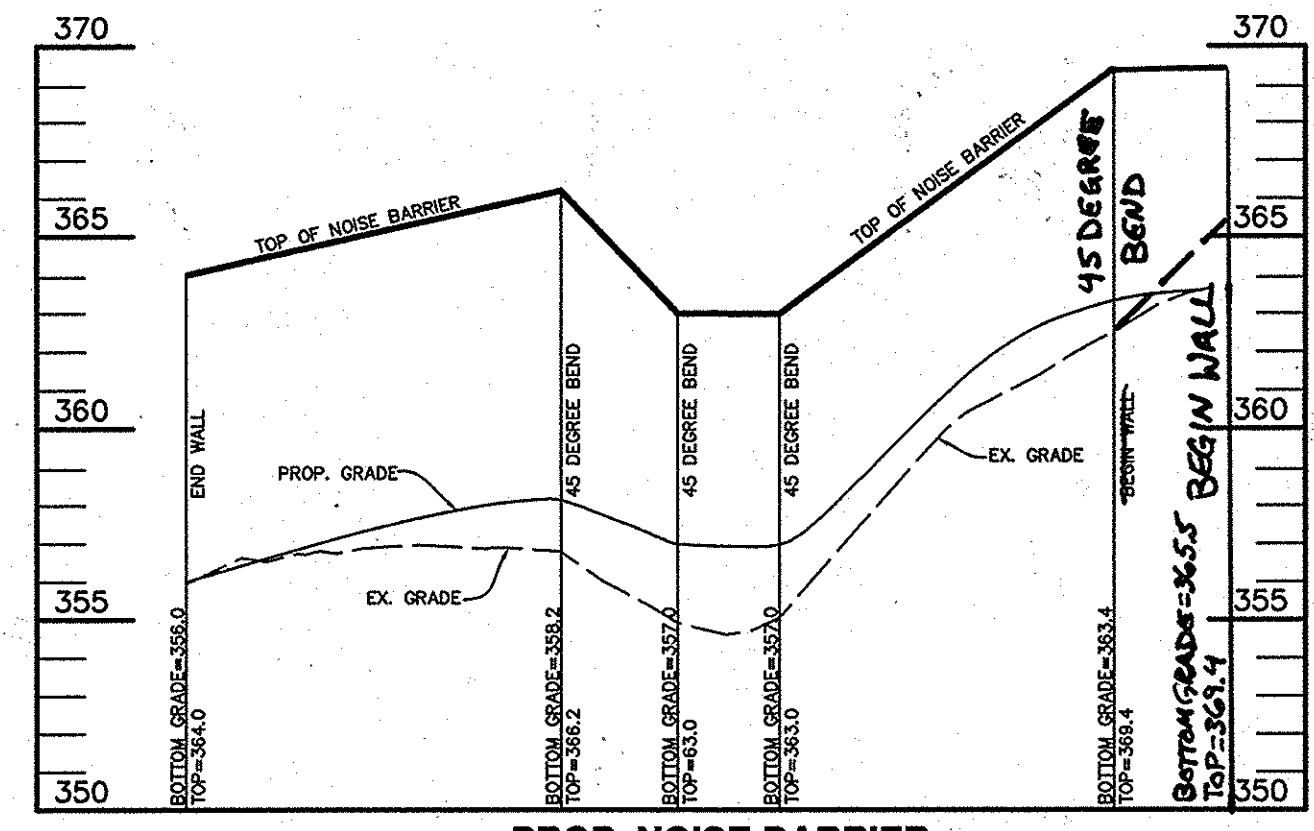 370
370
TOP OF NOISE BARRIER
TOP OF NOISE BARRIER
45 DEGREE
BEND
365
365
END WALL
45 DEGREE BEND
45 DEGREE BEND
45 DEGREE BEND
BEGIN WALL
BEGIN WALL
360
360
PROP. GRADE
EX. GRADE
EX. GRADE
355
355
BOTTOM GRADE=356.0
TOP=364.0
BOTTOM GRADE=358.2
TOP=366.2
BOTTOM GRADE=357.0
TOP=63.0
BOTTOM GRADE=357.0
TOP=363.0
BOTTOM GRADE=363.4
TOP=369.4
BOTTOM GRADE=365.5
TOP=369.4
350
350
PROP. NOISE BARRIER